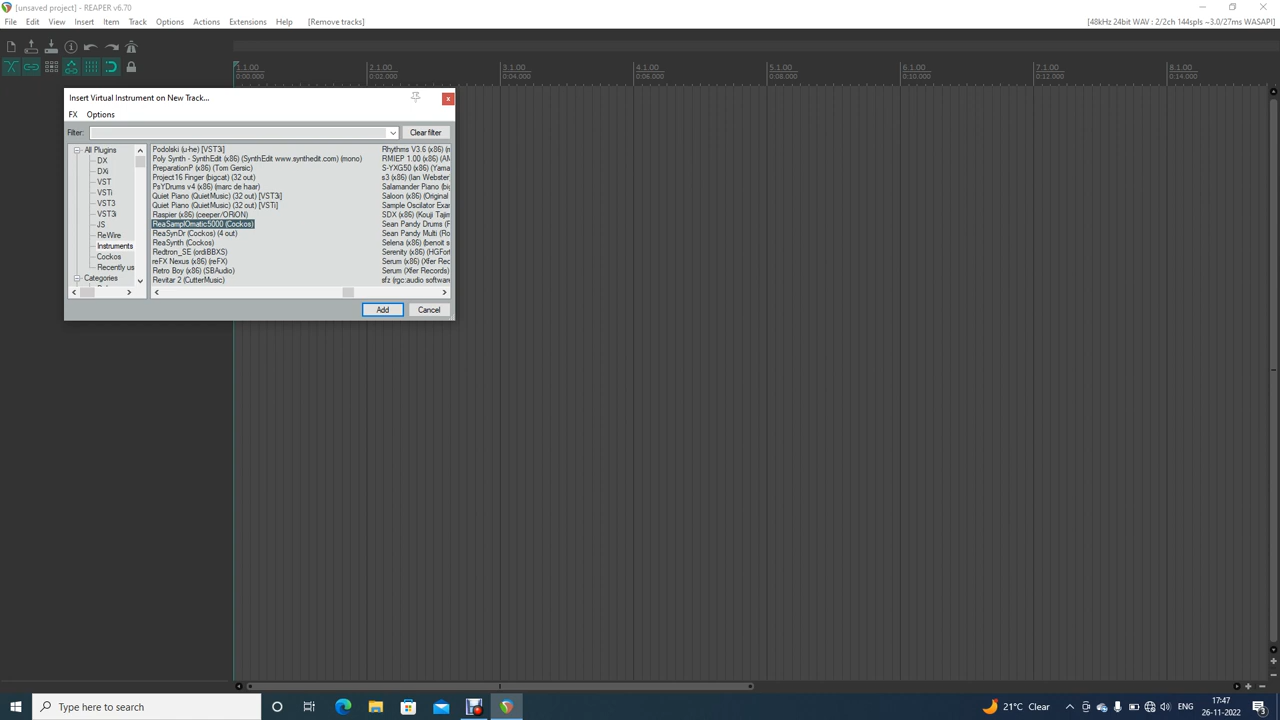 [unsaved project] - REAPER v6.70
File Edit View Insert Item Track Options Actions Extensions Help [Remove tracks]
[48kHz 24bit WAV : 2/2ch 144spls ~3.0/27ms WASAPI]
1.1.00 2.1.00 3.1.00 4.1.00 5.1.00 6.1.00 7.1.00 8.1.00
0:00.000 0:02.000 0:04.000 0:06.000 0:08.000 0:10.000 0:12.000 0:14.000
Insert Virtual Instrument on New Track...
FX Options
Filter: Clear filter
All Plugins
DX
DXi
VST
VSTi
VST3
VST3i
JS
ReWire
Instruments
Cockos
Recently us
Categories
Podolski (u-he) [VST3i]
Poly Synth - SynthEdit (x86) (SynthEdit www.synthedit.com) (mono)
PreparationP (x86) (Tom Gersic)
Project16 Finger (bigcat) (32 out)
PsYDrums v4 (x86) (marc de haar)
Quiet Piano (QuietMusic) (32 out) [VST3i]
Quiet Piano (QuietMusic) (32 out) [VSTi]
Raspier (x86) (ceeper/ORiON)
ReaSamplOmatic5000 (Cockos)
ReaSynDr (Cockos) (4 out)
ReaSynth (Cockos)
Redtron_SE (ordiBBXS)
reFX Nexus (x86) (reFX)
Retro Boy (x86) (SBAudio)
Revitar 2 (CutterMusic)
Rhythms V3.6 (x86) (m
RMIEP 1.00 (x86) (AM
S-YXG50 (x86) (Yama
s3 (x86) (Ian Webster
Salamander Piano (big
Saloon (Original
Sample Oscilator Exa
SDX (x86) (Kouji Tajim
Sean Pandy Drums (R
Sean Pandy Multi (Ro
Selena (x86) (benoit s
Serenity (x86) (HGFor
Serum (x86) (Xfer Rec
Serum (Xfer Records)
sfz (rgc:audio software
Add Cancel
Type here to search
21°C Clear
ENG
17:47
26-11-2022